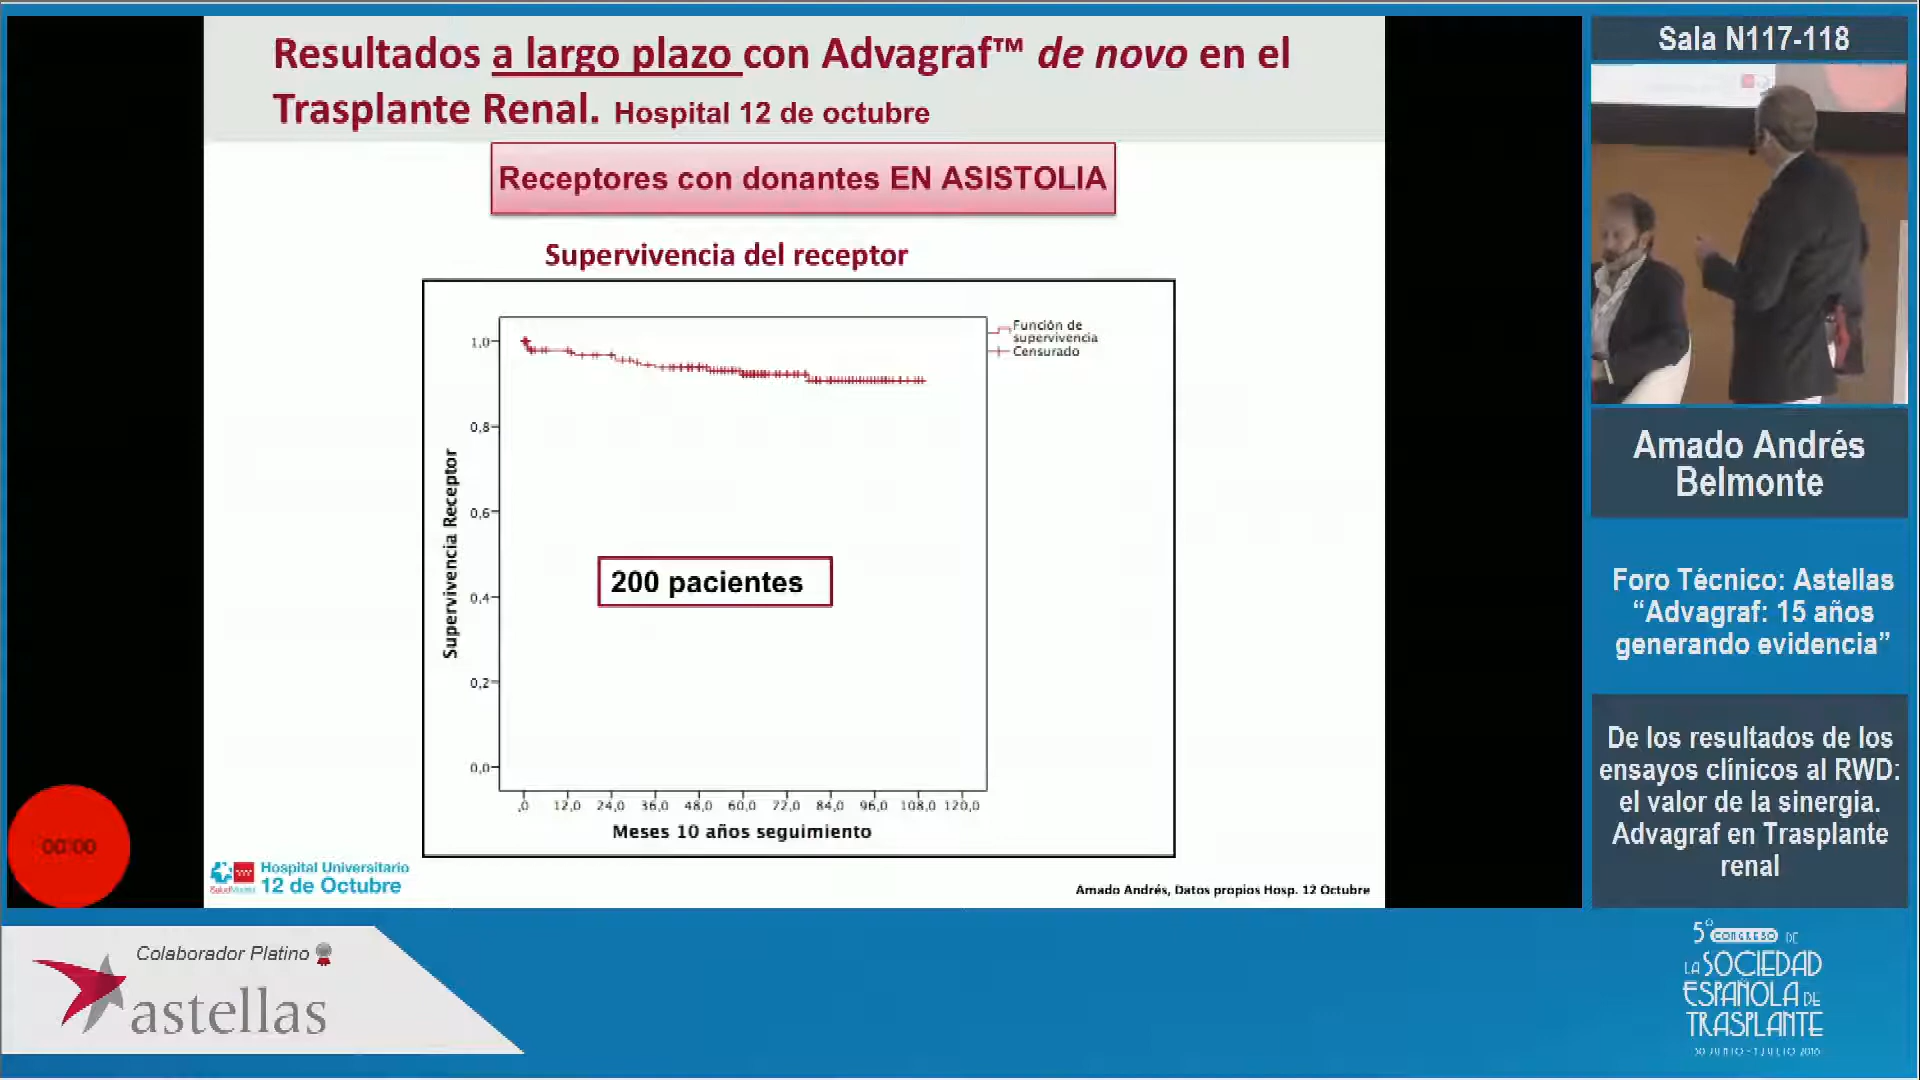 Resultados a largo plazo con Advagraf™ de novo en el
Trasplante Renal. Hospital 12 de octubre
Receptores con donantes EN ASISTOLIA
Supervivencia del receptor
Función de
supervivencia
Censurado
1,0
0,8
0,6
0,4
0,2
0,0
Supervivencia Receptor
200 pacientes
,0 12,0 24,0 36,0 48,0 60,0 72,0 84,0 96,0 108,0 120,0
Meses 10 años seguimiento
00:00
SaludMadrid
Hospital Universitario
12 de Octubre
Amado Andrés, Datos propios Hosp. 12 Octubre
Sala N117-118
Amado Andrés
Belmonte
Foro Técnico: Astellas
“Advagraf: 15 años
generando evidencia”
De los resultados de los
ensayos clínicos al RWD:
el valor de la sinergia.
Advagraf en Trasplante
renal
Colaborador Platino
astellas
5º CONGRESO DE
LA SOCIEDAD
ESPAÑOLA DE
TRASPLANTE
30 JUNIO - 1 JULIO 2018